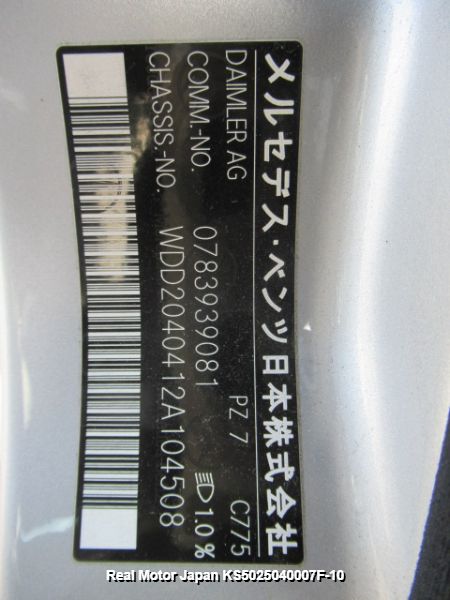 メルセデス・ベンツ日本株式会社
DAIMLER AG PZ 7 C775
COMM.-NO. 0783939081 1.0%
CHASSIS.-NO. WDD2040412A104508
Real Motor Japan KS5025040007F-10